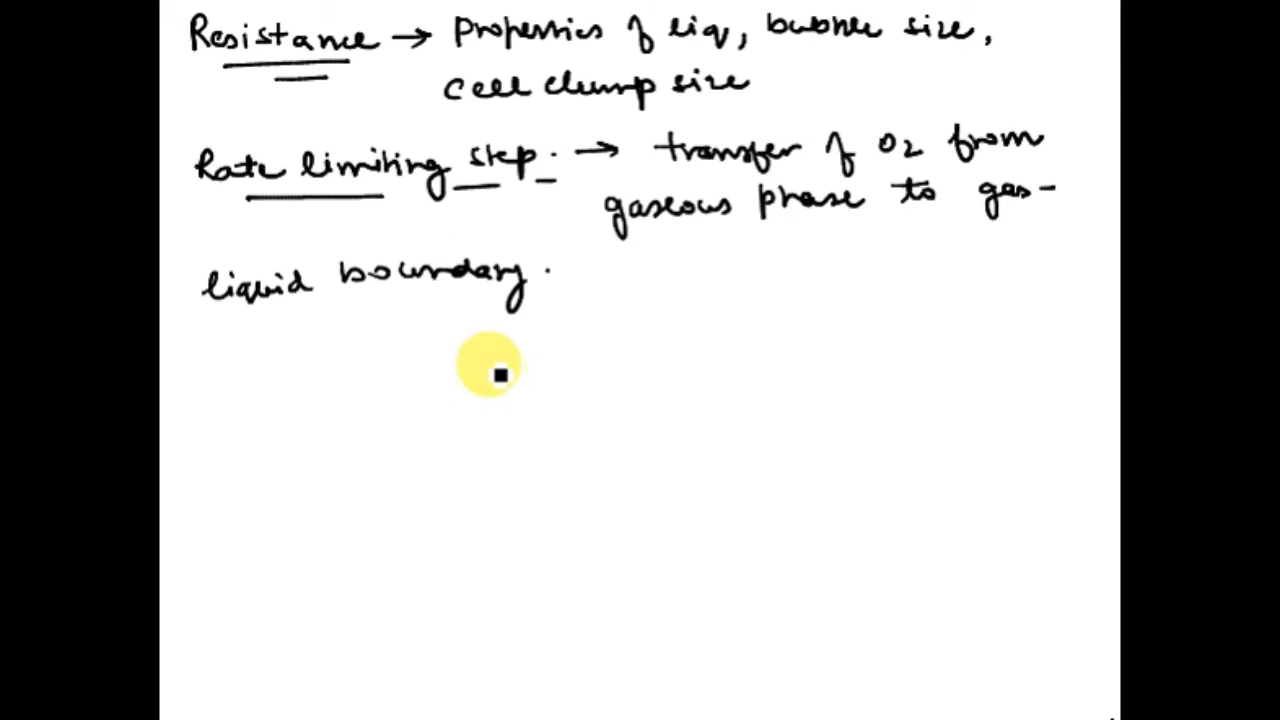 Resistance → Properties of liq, bubble size,
cell clump size
Rate limiting step. → transfer of O2 from
gaseous phase to gas-
liquid boundary.